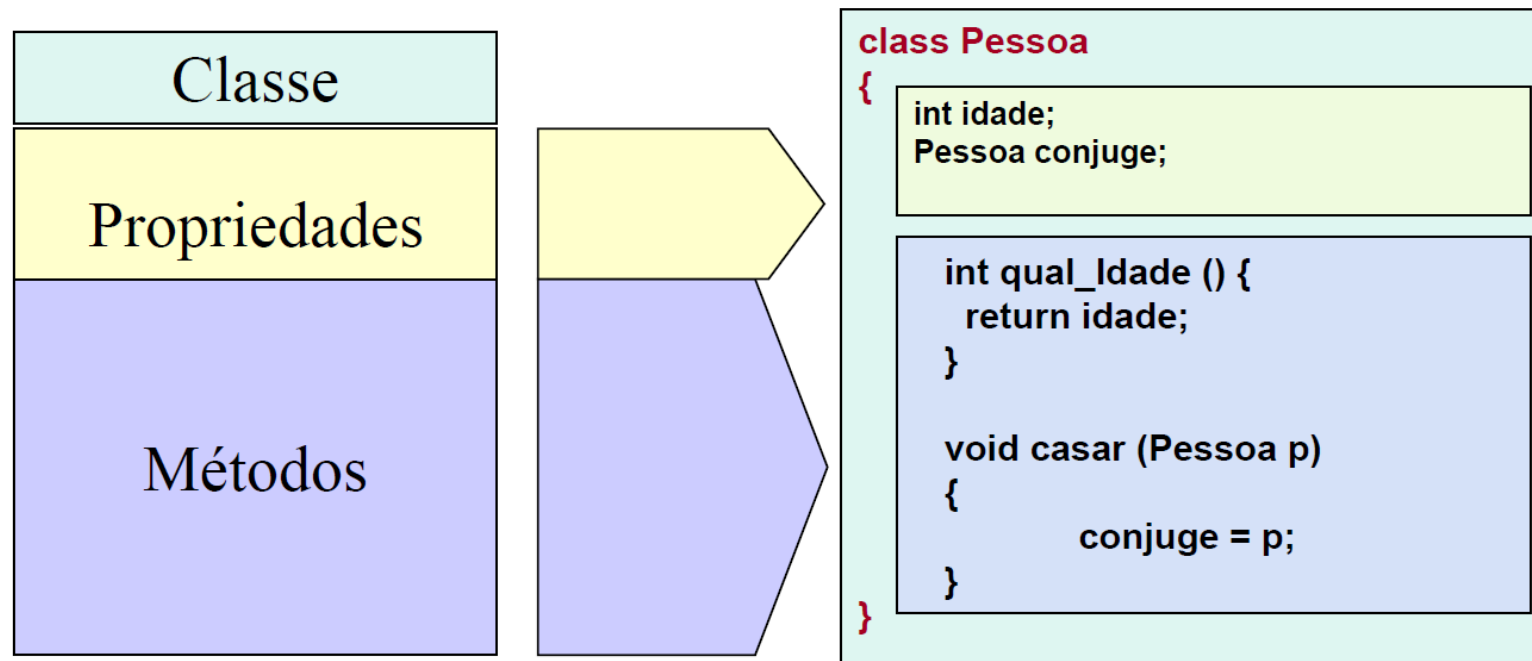 Classe
Propriedades
Métodos
class Pessoa
{
int idade;
Pessoa conjuge;
int qual_Idade () {
return idade;
}
void casar (Pessoa p)
{
conjuge = p;
}
}